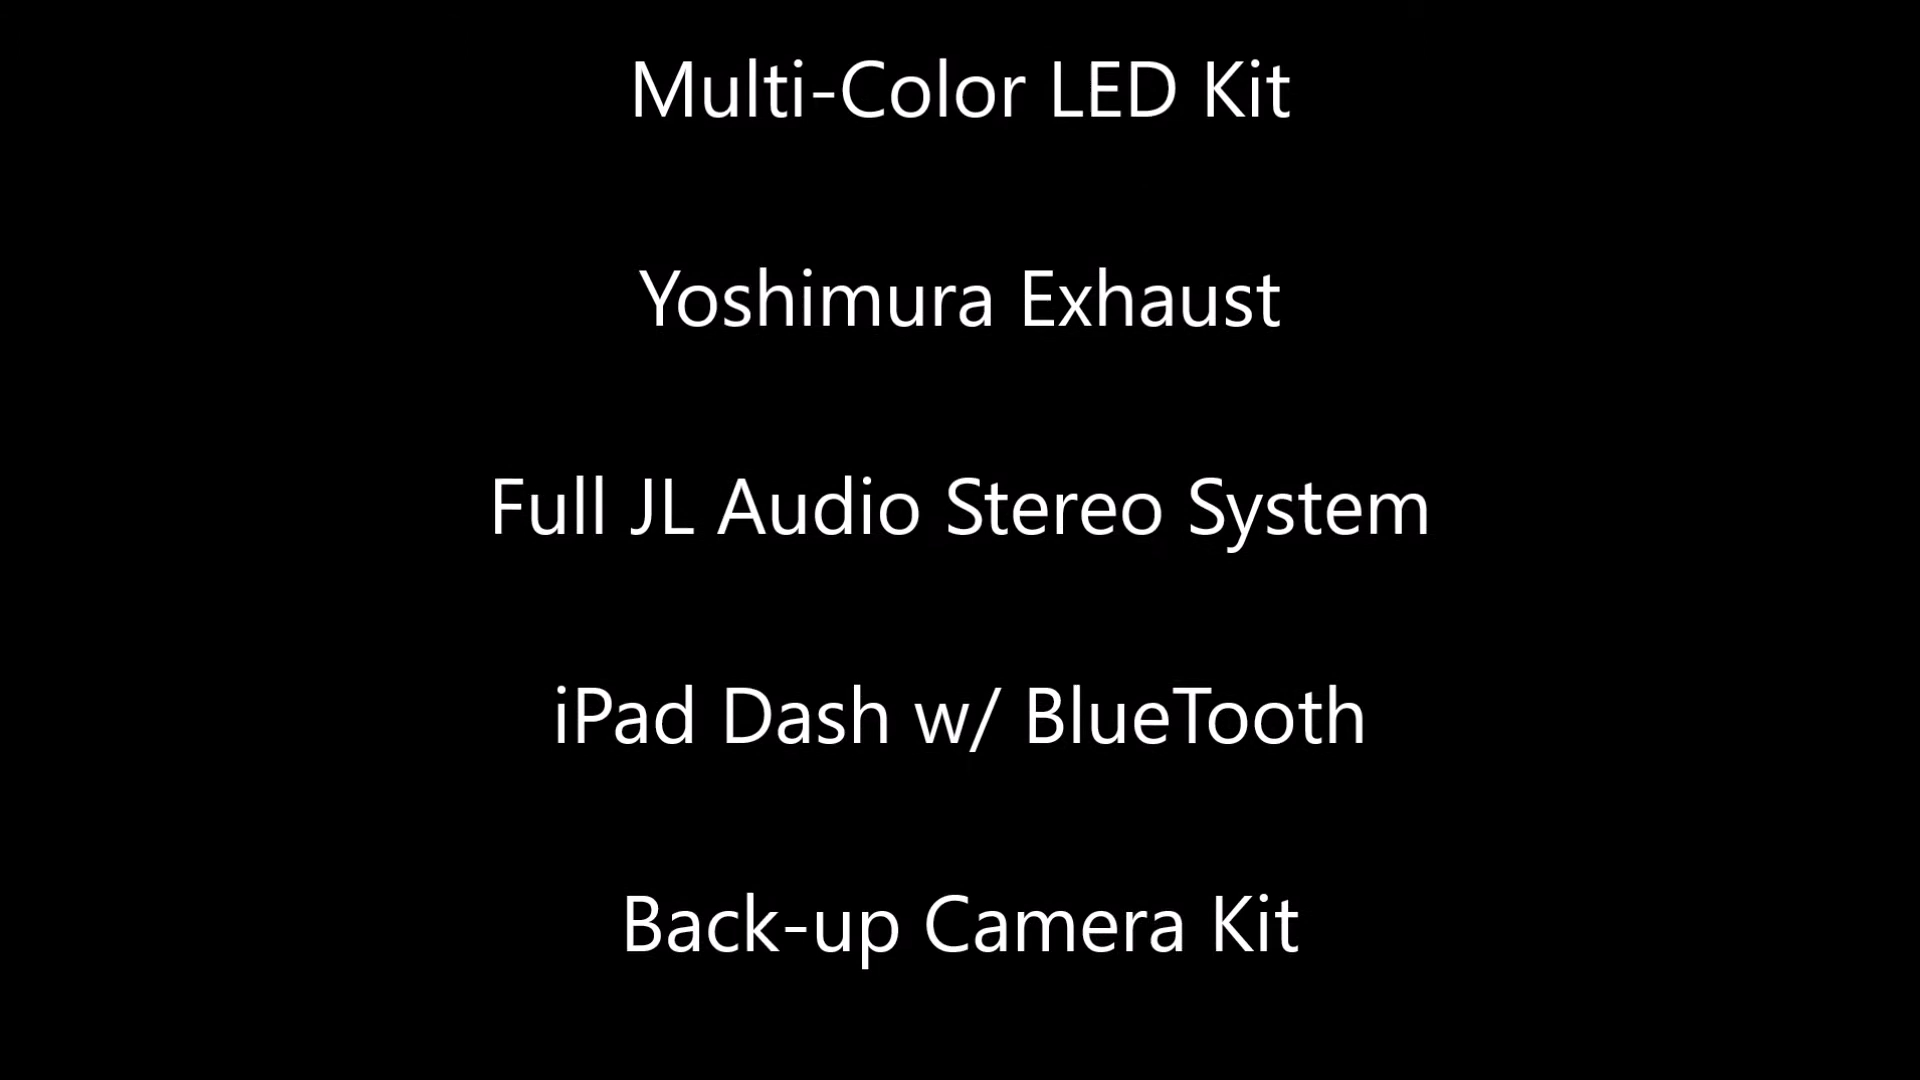 Multi-Color LED Kit
Yoshimura Exhaust
Full JL Audio Stereo System
iPad Dash w/ BlueTooth
Back-up Camera Kit